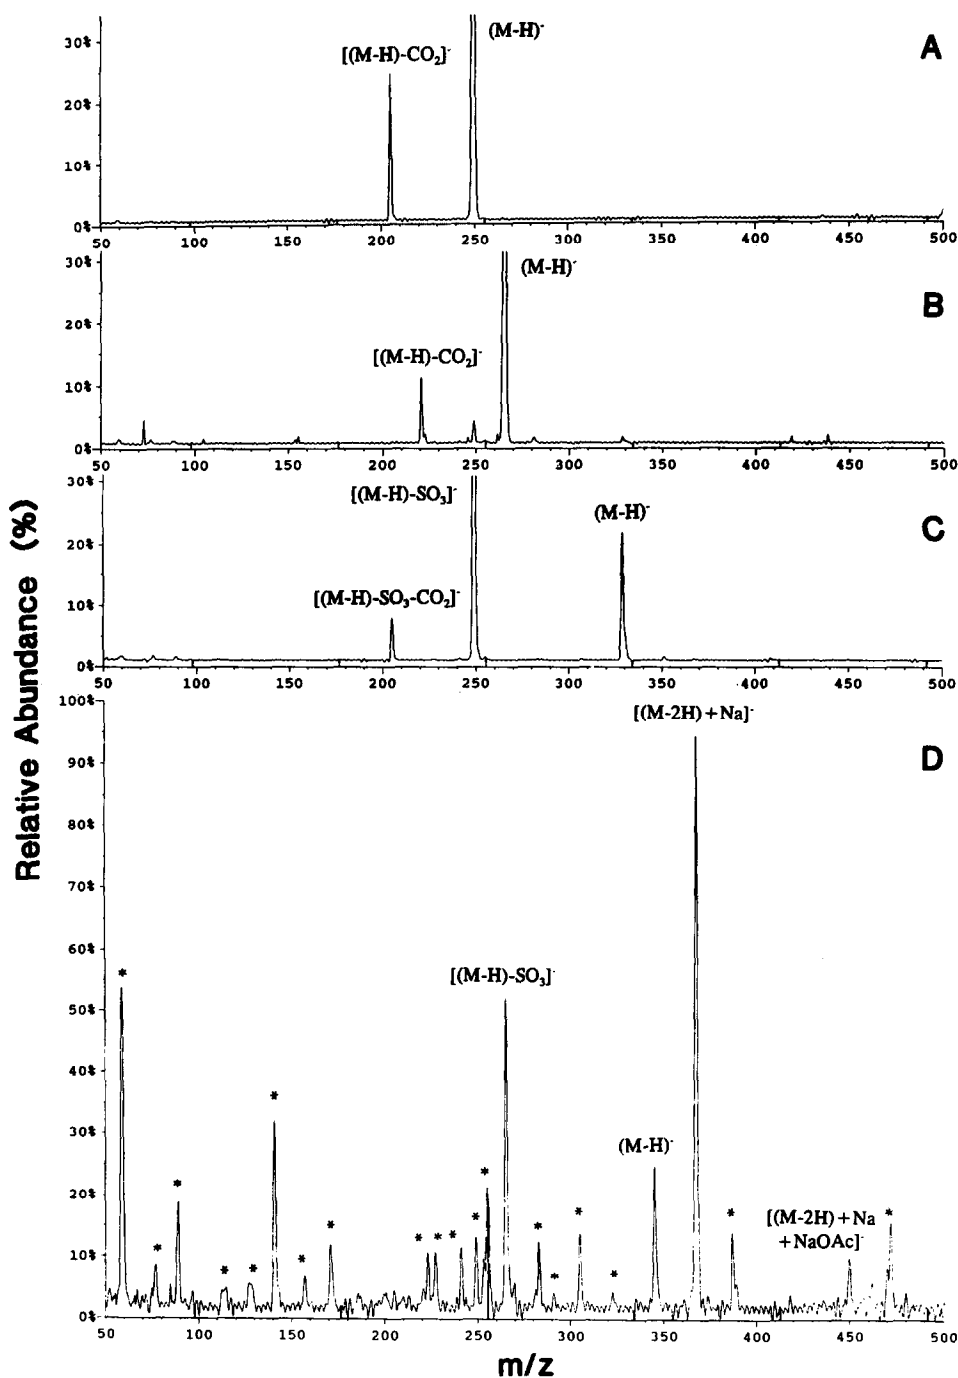 A
(M-H)-
[(M-H)-CO₂]-
30%
20%
10%
0%
50 100 150 200 250 300 350 400 450 500
B
(M-H)-
[(M-H)-CO₂]-
30%
20%
10%
0%
50 100 150 200 250 300 350 400 450 500
C
[(M-H)-SO₃]-
(M-H)-
[(M-H)-SO₃-CO₂]-
30%
20%
10%
0%
50 100 150 200 250 300 350 400 450 500
D
[(M-2H)+Na]-
[(M-H)-SO₃]-
(M-H)-
[(M-2H)+Na
+NaOAc]-
* * * * * * * * * * * * * * * * * * *
100%
90%
80%
70%
60%
50%
40%
30%
20%
10%
0%
50 100 150 200 250 300 350 400 450 500
m/z
Relative Abundance (%)